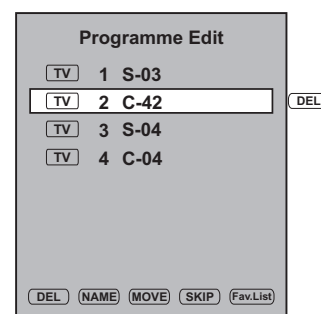 Programme Edit
TV 1 S-03
TV 2 C-42 DEL
TV 3 S-04
TV 4 C-04
DEL NAME MOVE SKIP Fav.List